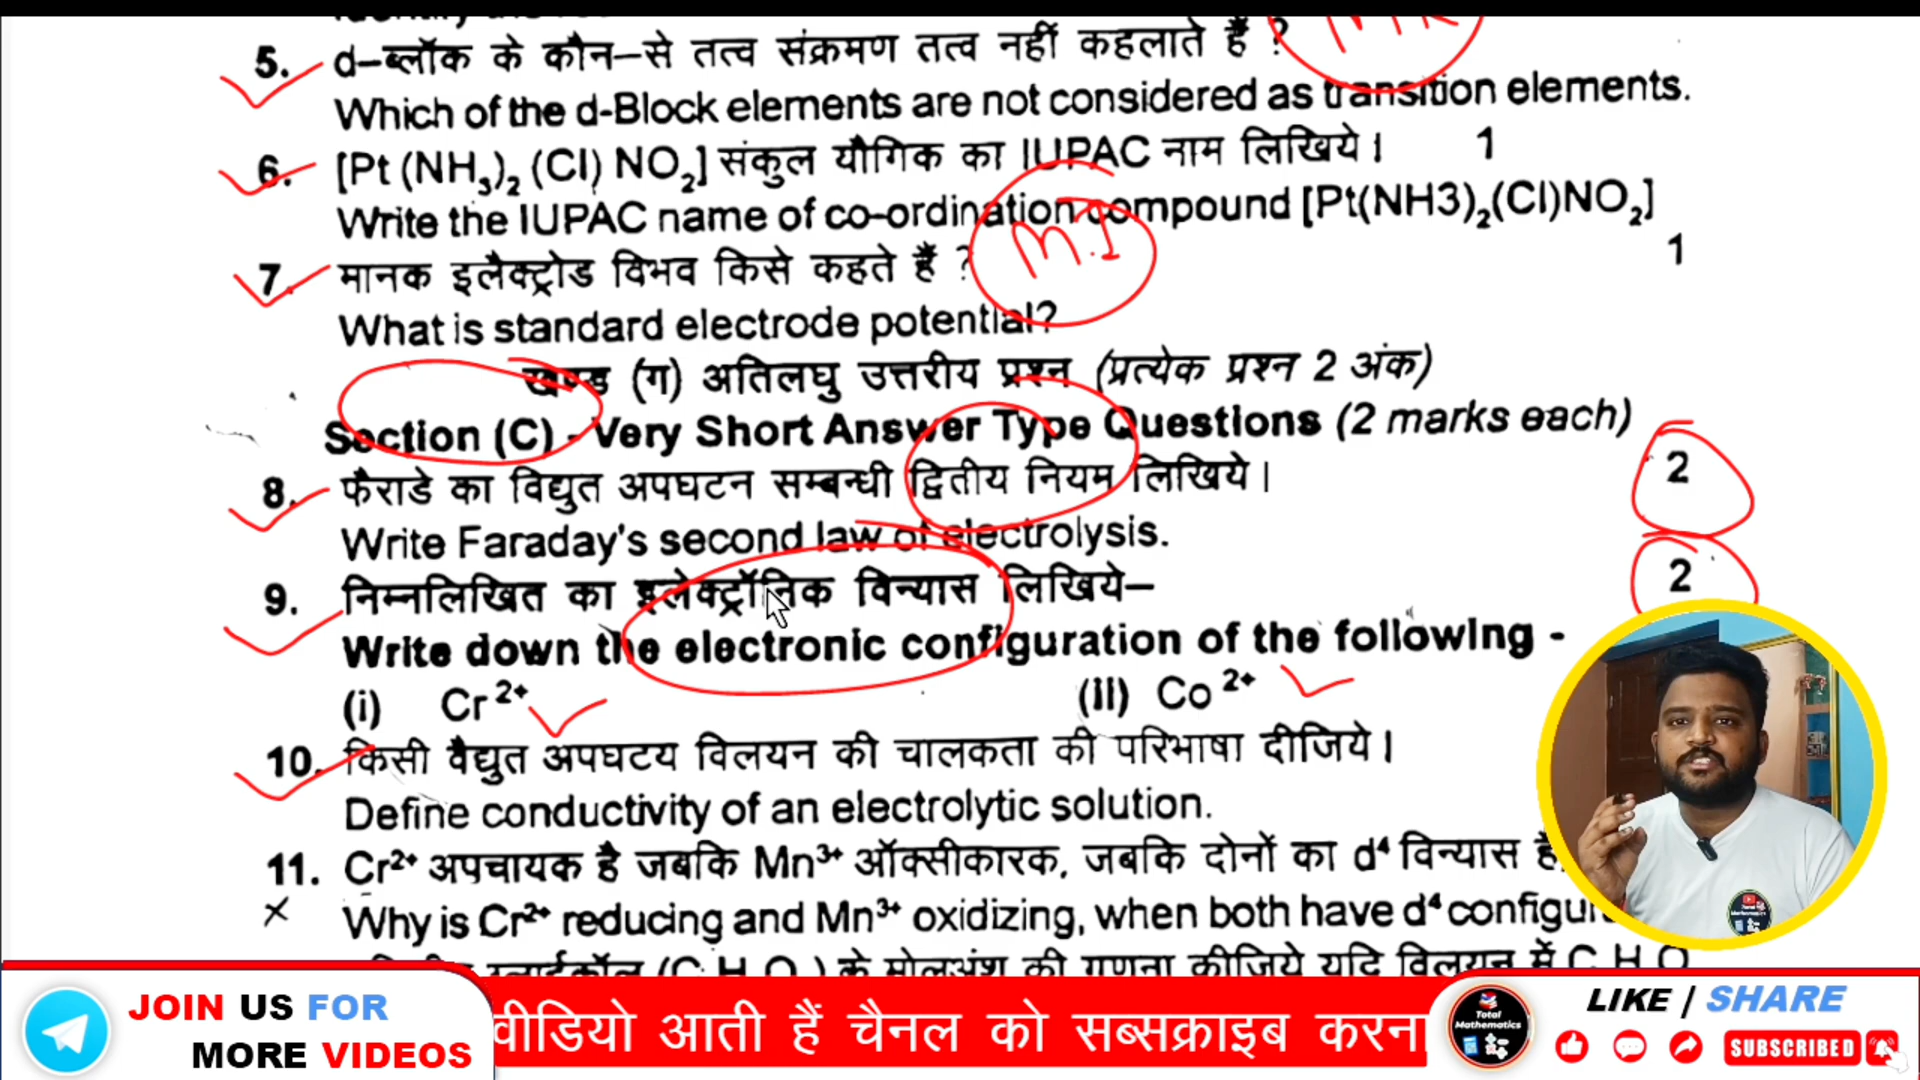 5. d–ब्लॉक के कौन–से तत्व संक्रमण तत्व नहीं कहलाते हैं ?
Which of the d-Block elements are not considered as transition elements.
6. [Pt (NH₃)₂ (Cl) NO₂] संकुल यौगिक का IUPAC नाम लिखिये। 1
Write the IUPAC name of co-ordination compound [Pt(NH3)₂(Cl)NO₂]
M.I
1
7. मानक इलैक्ट्रोड विभव किसे कहते हैं ?
What is standard electrode potential?
खण्ड (ग) अतिलघु उत्तरीय प्रश्न (प्रत्येक प्रश्न 2 अंक)
Section (C) - Very Short Answer Type Questions (2 marks each)
8. फैराडे का विद्युत अपघटन सम्बन्धी द्वितीय नियम लिखिये। 2
Write Faraday's second law of electrolysis.
9. निम्नलिखित का इलेक्ट्रॉनिक विन्यास लिखिये– 2
Write down the electronic configuration of the following -
(i) Cr²⁺ (II) Co²⁺
10. किसी वैद्युत अपघटय विलयन की चालकता की परिभाषा दीजिये।
Define conductivity of an electrolytic solution.
11. Cr²⁺ अपचायक है जबकि Mn³⁺ ऑक्सीकारक, जबकि दोनों का d⁴ विन्यास है
Why is Cr²⁺ reducing and Mn³⁺ oxidizing, when both have d⁴
के मोलअंश की गणना कीजिये यदि विलयन में
JOIN US FOR
MORE VIDEOS
वीडियो आती हैं चैनल को सब्सक्राइब करना
Total
Mathematics
LIKE / SHARE
SUBSCRIBED